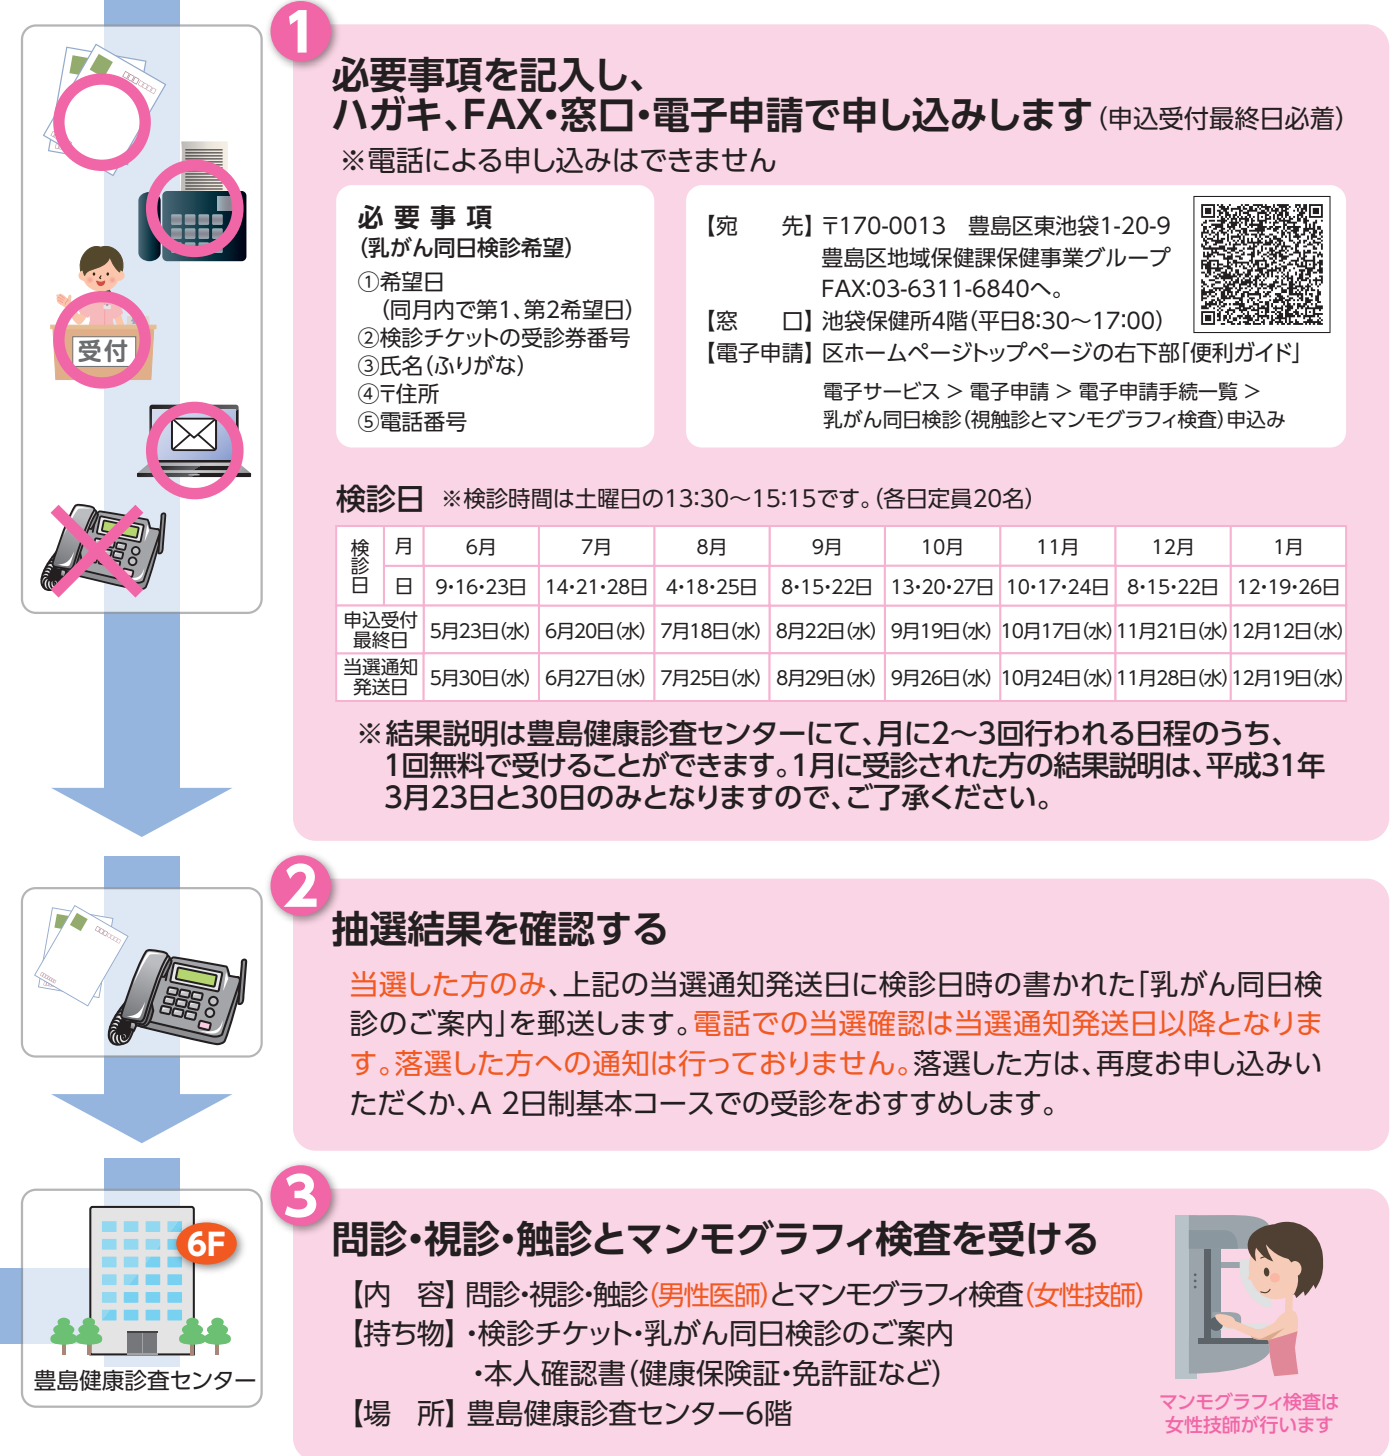 1
必要事項を記入し、
ハガキ、FAX・窓口・電子申請で申し込みします（申込受付最終日必着）
※電話による申し込みはできません
受付
必要事項
（乳がん同日検診希望）
①希望日
（同月内で第1、第2希望日）
②検診チケットの受診券番号
③氏名（ふりがな）
④〒住所
⑤電話番号
【宛　先】〒170-0013　豊島区東池袋1-20-9
豊島区地域保健課保健事業グループ
FAX：03-6311-6840へ。
【窓　口】池袋保健所4階（平日8：30～17：00）
【電子申請】区ホームページトップページの右下部「便利ガイド」
電子サービス ＞ 電子申請 ＞ 電子申請手続一覧 ＞
乳がん同日検診（視触診とマンモグラフィ検査）申込み
検診日 ※検診時間は土曜日の13：30～15：15です。（各日定員20名）
検診日 月 6月 7月 8月 9月 10月 11月 12月 1月
日 9・16・23日 14・21・28日 4・18・25日 8・15・22日 13・20・27日 10・17・24日 8・15・22日 12・19・26日
申込受付最終日 5月23日（水） 6月20日（水） 7月18日（水） 8月22日（水） 9月19日（水） 10月17日（水） 11月21日（水） 12月12日（水）
当選通知発送日 5月30日（水） 6月27日（水） 7月25日（水） 8月29日（水） 9月26日（水） 10月24日（水） 11月28日（水） 12月19日（水）
※結果説明は豊島健康診査センターにて、月に2～3回行われる日程のうち、
1回無料で受けることができます。1月に受診された方の結果説明は、平成31年
3月23日と30日のみとなりますので、ご了承ください。
2
抽選結果を確認する
当選した方のみ、上記の当選通知発送日に検診日時の書かれた「乳がん同日検
診のご案内」を郵送します。電話での当選確認は当選通知発送日以降となりま
す。落選した方への通知は行っておりません。落選した方は、再度お申し込みい
ただくか、A 2日制基本コースでの受診をおすすめします。
3
問診・視診・触診とマンモグラフィ検査を受ける
【内　容】問診・視診・触診（男性医師）とマンモグラフィ検査（女性技師）
【持ち物】・検診チケット・乳がん同日検診のご案内
・本人確認書（健康保険証・免許証など）
【場　所】豊島健康診査センター6階
6F
豊島健康診査センター
マンモグラフィ検査は
女性技師が行います